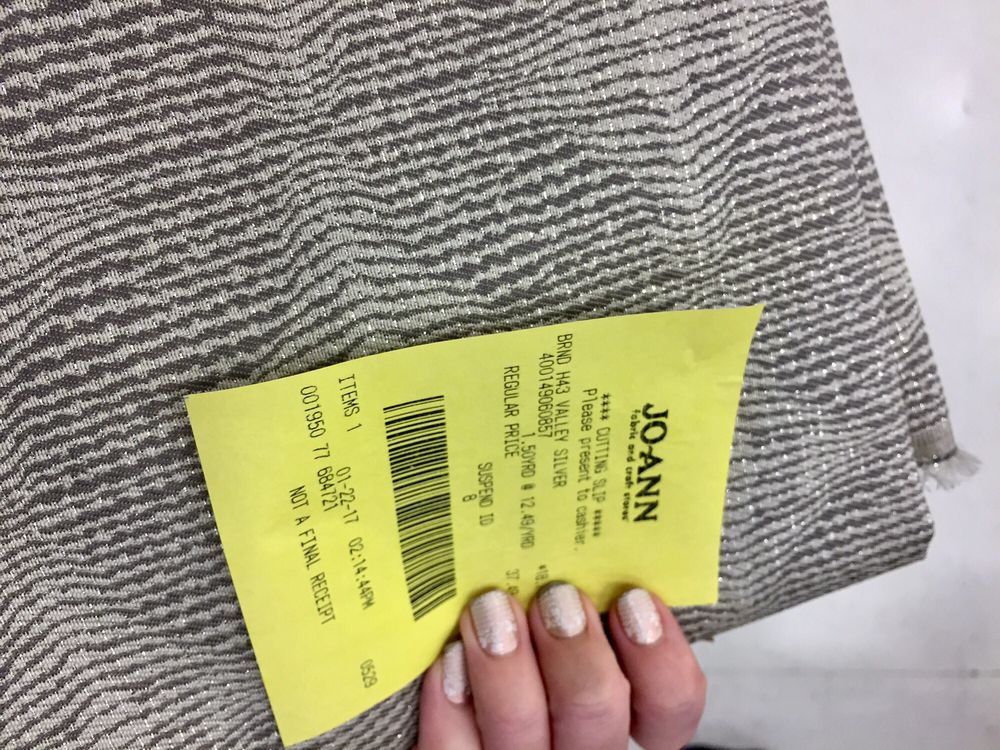 JO-ANN
fabric and craft stores
**** CUTTING SLIP *****
Please present to cashier.
BRND H43 VALLEY SILVER
400149060857
1.50YRD @ 12.49/YRD
REGULAR PRICE
SUSPEND ID
8
ITEMS 1 01-22-17 02:14:44PM
001950 77 684721 0529
NOT A FINAL RECEIPT